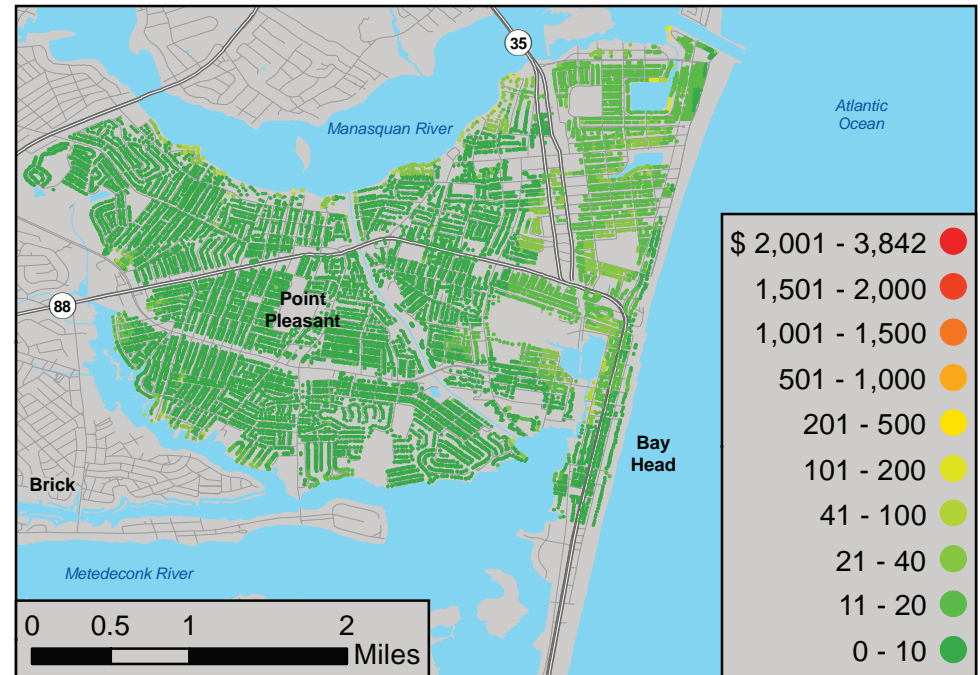 35
Manasquan River
Atlantic
Ocean
88
Point
Pleasant
Bay
Head
Brick
Metedeconk River
$ 2,001 - 3,842
1,501 - 2,000
1,001 - 1,500
501 - 1,000
201 - 500
101 - 200
41 - 100
21 - 40
11 - 20
0 - 10
0 0.5 1 2
Miles